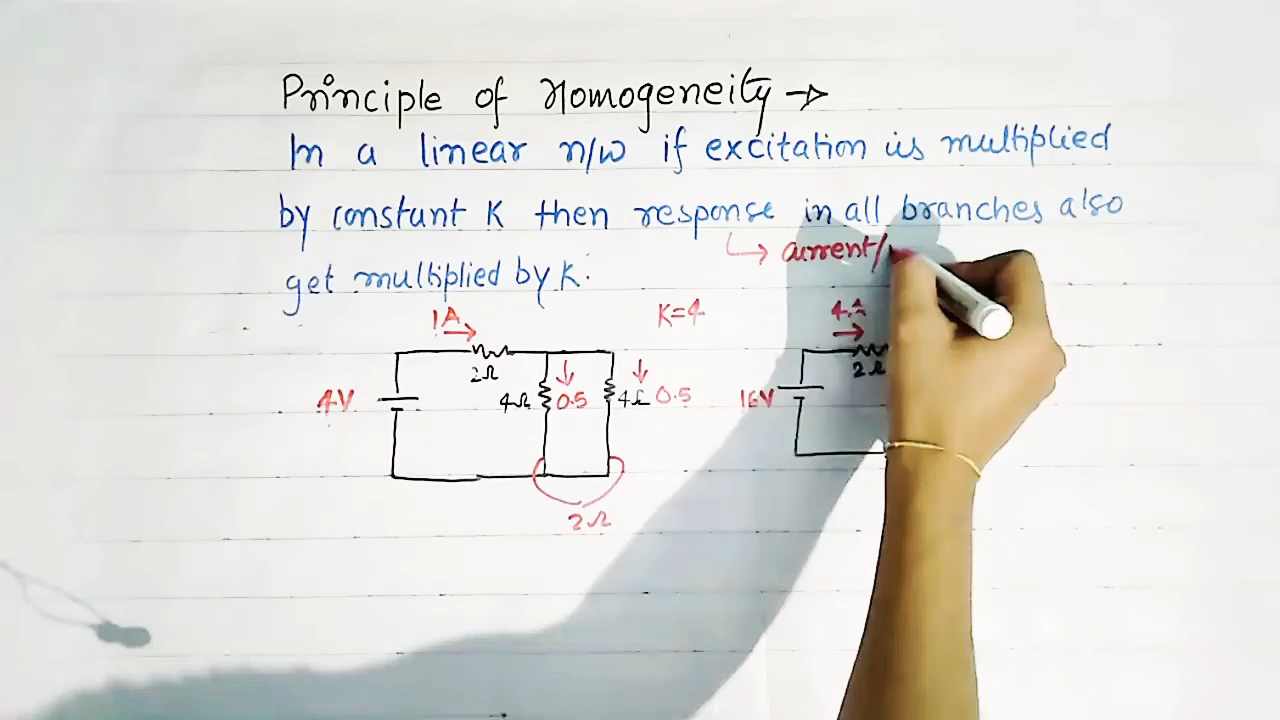 Principle of Homogeneity →
In a linear n/w if excitation is multiplied
by constant K then response in all branches also
↳ current/
get multiplied by K.
1A → K=4 4A →
2Ω 2Ω
4V 4Ω 0.5 4Ω 0.5 16V
2Ω